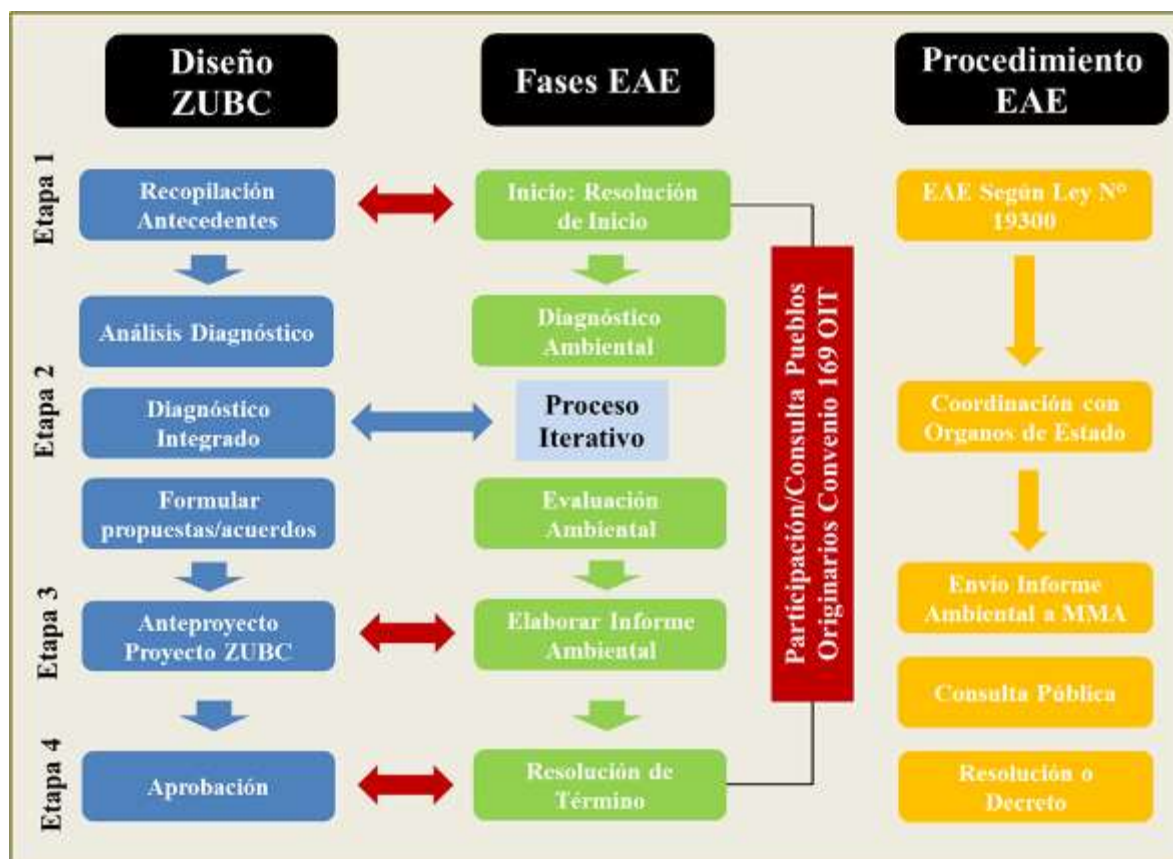 Diseño
ZUBC
Fases EAE
Procedimiento
EAE
Etapa 1
Recopilación
Antecedentes
Inicio: Resolución
de Inicio
EAE Según Ley N°
19300
Análisis Diagnóstico
Diagnóstico
Ambiental
Etapa 2
Diagnóstico
Integrado
Proceso
Iterativo
Coordinación con
Organos de Estado
Formular
propuestas/acuerdos
Evaluación
Ambiental
Participación/Consulta Pueblos
Originarios Convenio 169 OIT
Etapa 3
Anteproyecto
Proyecto ZUBC
Elaborar Informe
Ambiental
Envío Informe
Ambiental a MMA
Consulta Pública
Etapa 4
Aprobación
Resolución de
Término
Resolución o
Decreto